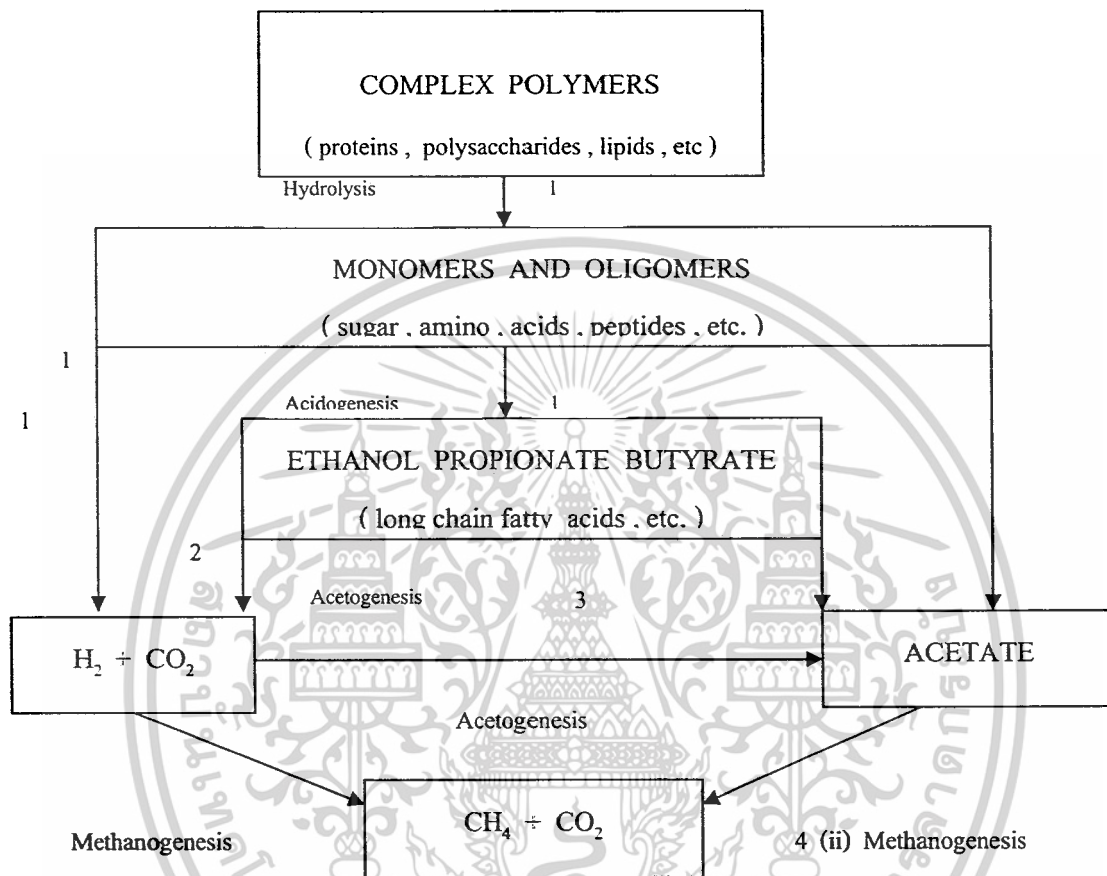 COMPLEX POLYMERS
( proteins , polysaccharides , lipids , etc )
Hydrolysis 1
MONOMERS AND OLIGOMERS
( sugar , amino , acids , peptides , etc. )
1
Acidogenesis 1
1
ETHANOL PROPIONATE BUTYRATE
( long chain fatty acids , etc. )
2
Acetogenesis 3
H₂ + CO₂
ACETATE
Acetogenesis
CH₄ + CO₂
Methanogenesis 4 (ii) Methanogenesis